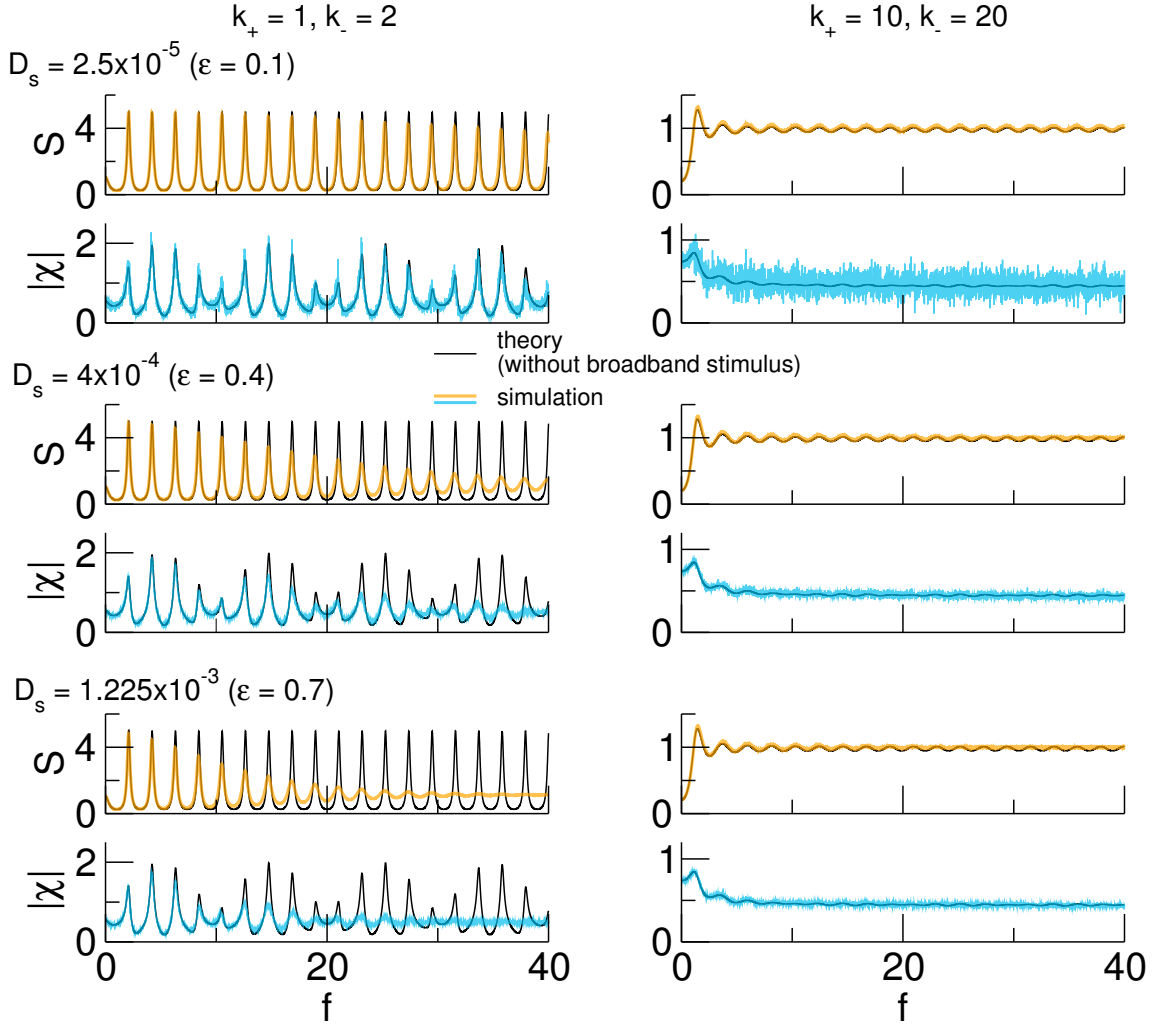 k₊ = 1, k₋ = 2
k₊ = 10, k₋ = 20
Dₛ = 2.5x10⁻⁵ (ε = 0.1)
S
4
0
1
0
|χ|
2
0
1
0
theory
(without broadband stimulus)
simulation
Dₛ = 4x10⁻⁴ (ε = 0.4)
S
4
0
1
0
|χ|
2
0
1
0
Dₛ = 1.225x10⁻³ (ε = 0.7)
S
4
0
1
0
|χ|
2
0
1
0
0 20 40
0 20 40
f
f